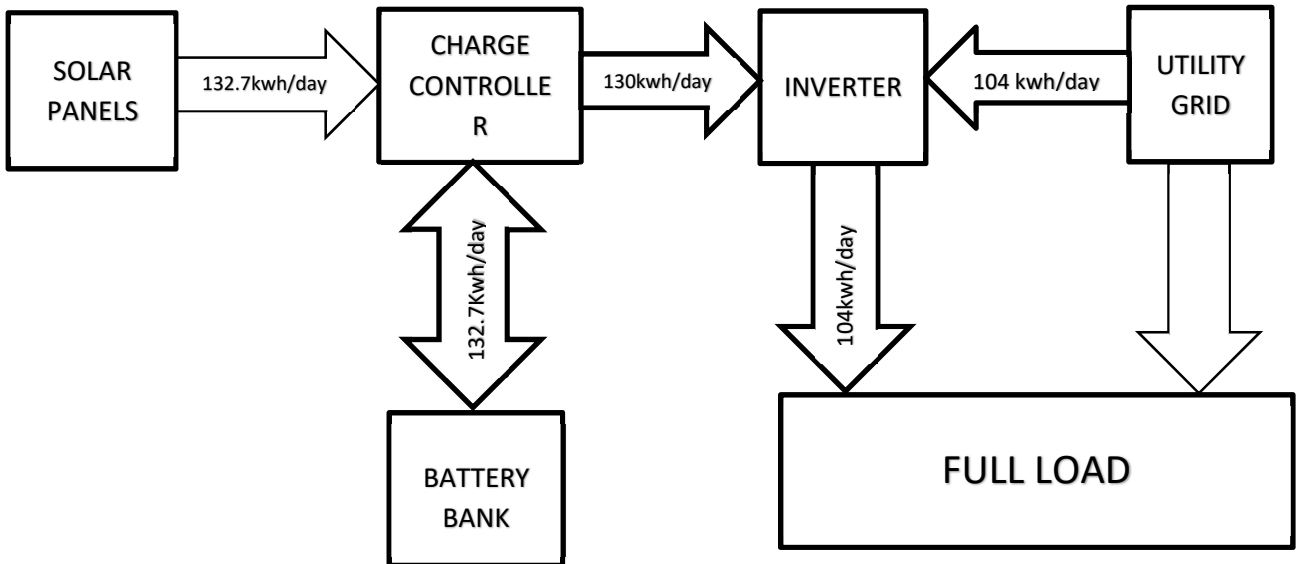 SOLAR
PANELS
132.7kwh/day
CHARGE
CONTROLLE
R
130kwh/day
INVERTER
104 kwh/day
UTILITY
GRID
132.7Kwh/day
104kwh/day
BATTERY
BANK
FULL LOAD